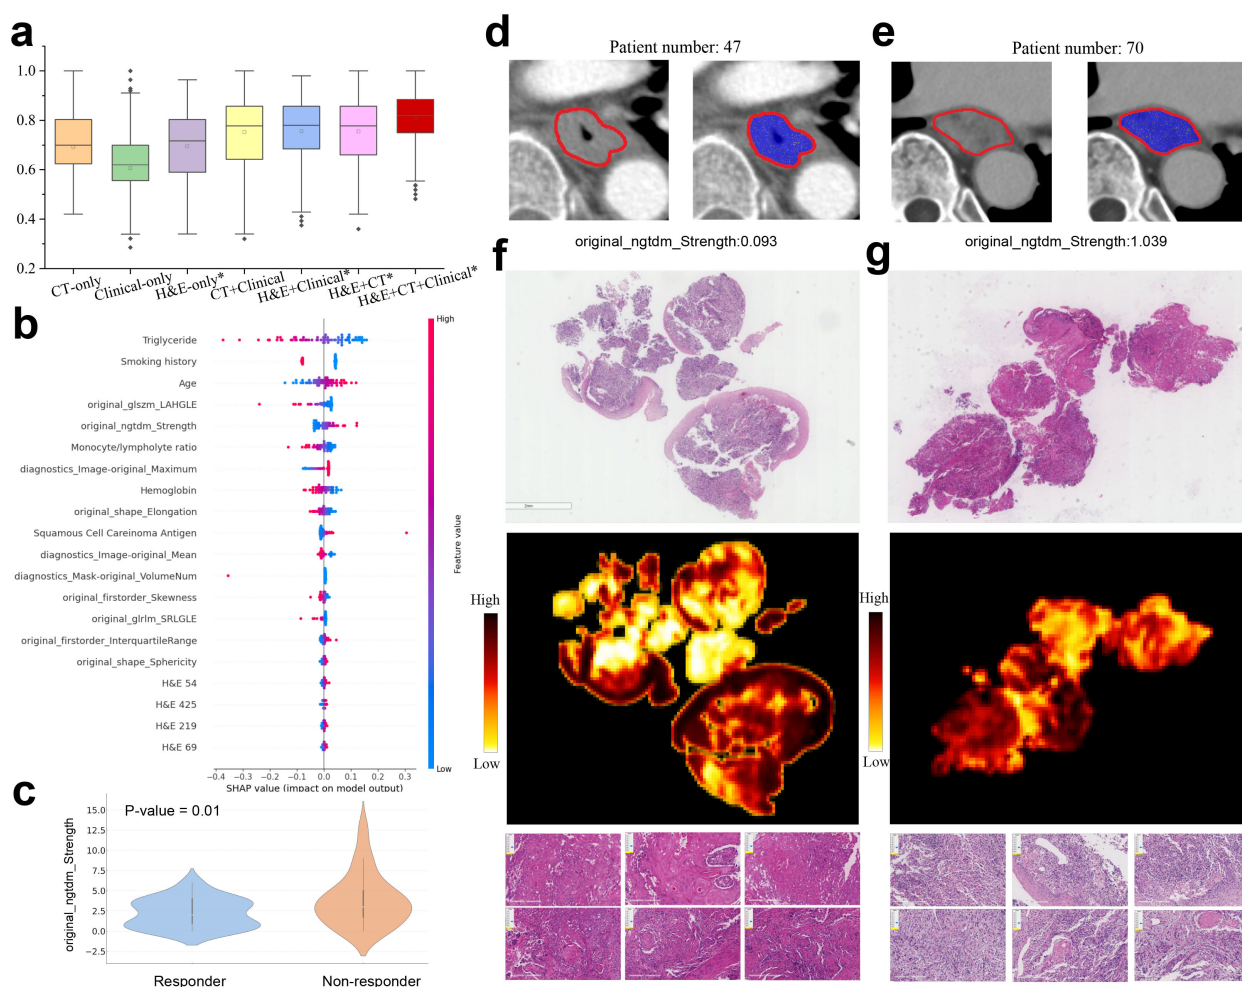 a
1.0
0.8
0.6
0.4
0.2
CT-only
Clinical-only
H&E-only*
CT+Clinical
H&E+Clinical*
H&E+CT*
H&E+CT+Clinical*
b
High
Triglyceride
Smoking history
Age
original_glszm_LAHGLE
original_ngtdm_Strength
Monocyte/lympholyte ratio
diagnostics_Image-original_Maximum
Hemoglobin
original_shape_Elongation
Squamous Cell Careinoma Antigen
diagnostics_Image-original_Mean
diagnostics_Mask-original_VolumeNum
original_firstorder_Skewness
original_glrlm_SRLGLE
original_firstorder_InterquartileRange
original_shape_Sphericity
H&E 54
H&E 425
H&E 219
H&E 69
Feature value
Low
−0.4 −0.3 −0.2 −0.1 0.0 0.1 0.2 0.3
SHAP value (impact on model output)
c
P-value = 0.01
original_ngtdm_Strength
15.0
12.5
10.0
7.5
5.0
2.5
0.0
−2.5
Responder
Non-responder
d
Patient number: 47
original_ngtdm_Strength:0.093
e
Patient number: 70
original_ngtdm_Strength:1.039
f
2mm
High
Low
g
High
Low